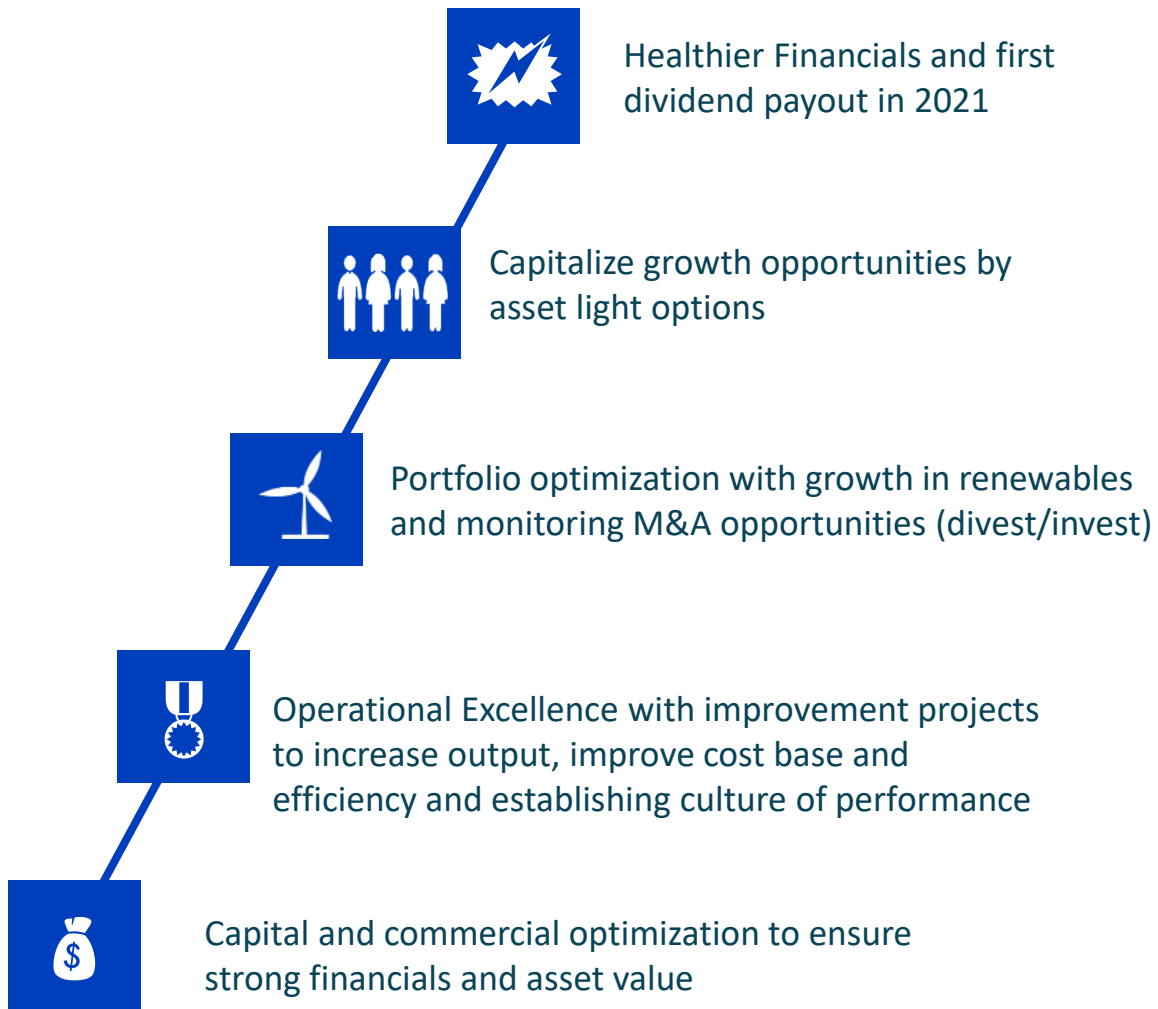 Healthier Financials and first
dividend payout in 2021
Capitalize growth opportunities by
asset light options
Portfolio optimization with growth in renewables
and monitoring M&A opportunities (divest/invest)
Operational Excellence with improvement projects
to increase output, improve cost base and
efficiency and establishing culture of performance
$
Capital and commercial optimization to ensure
strong financials and asset value